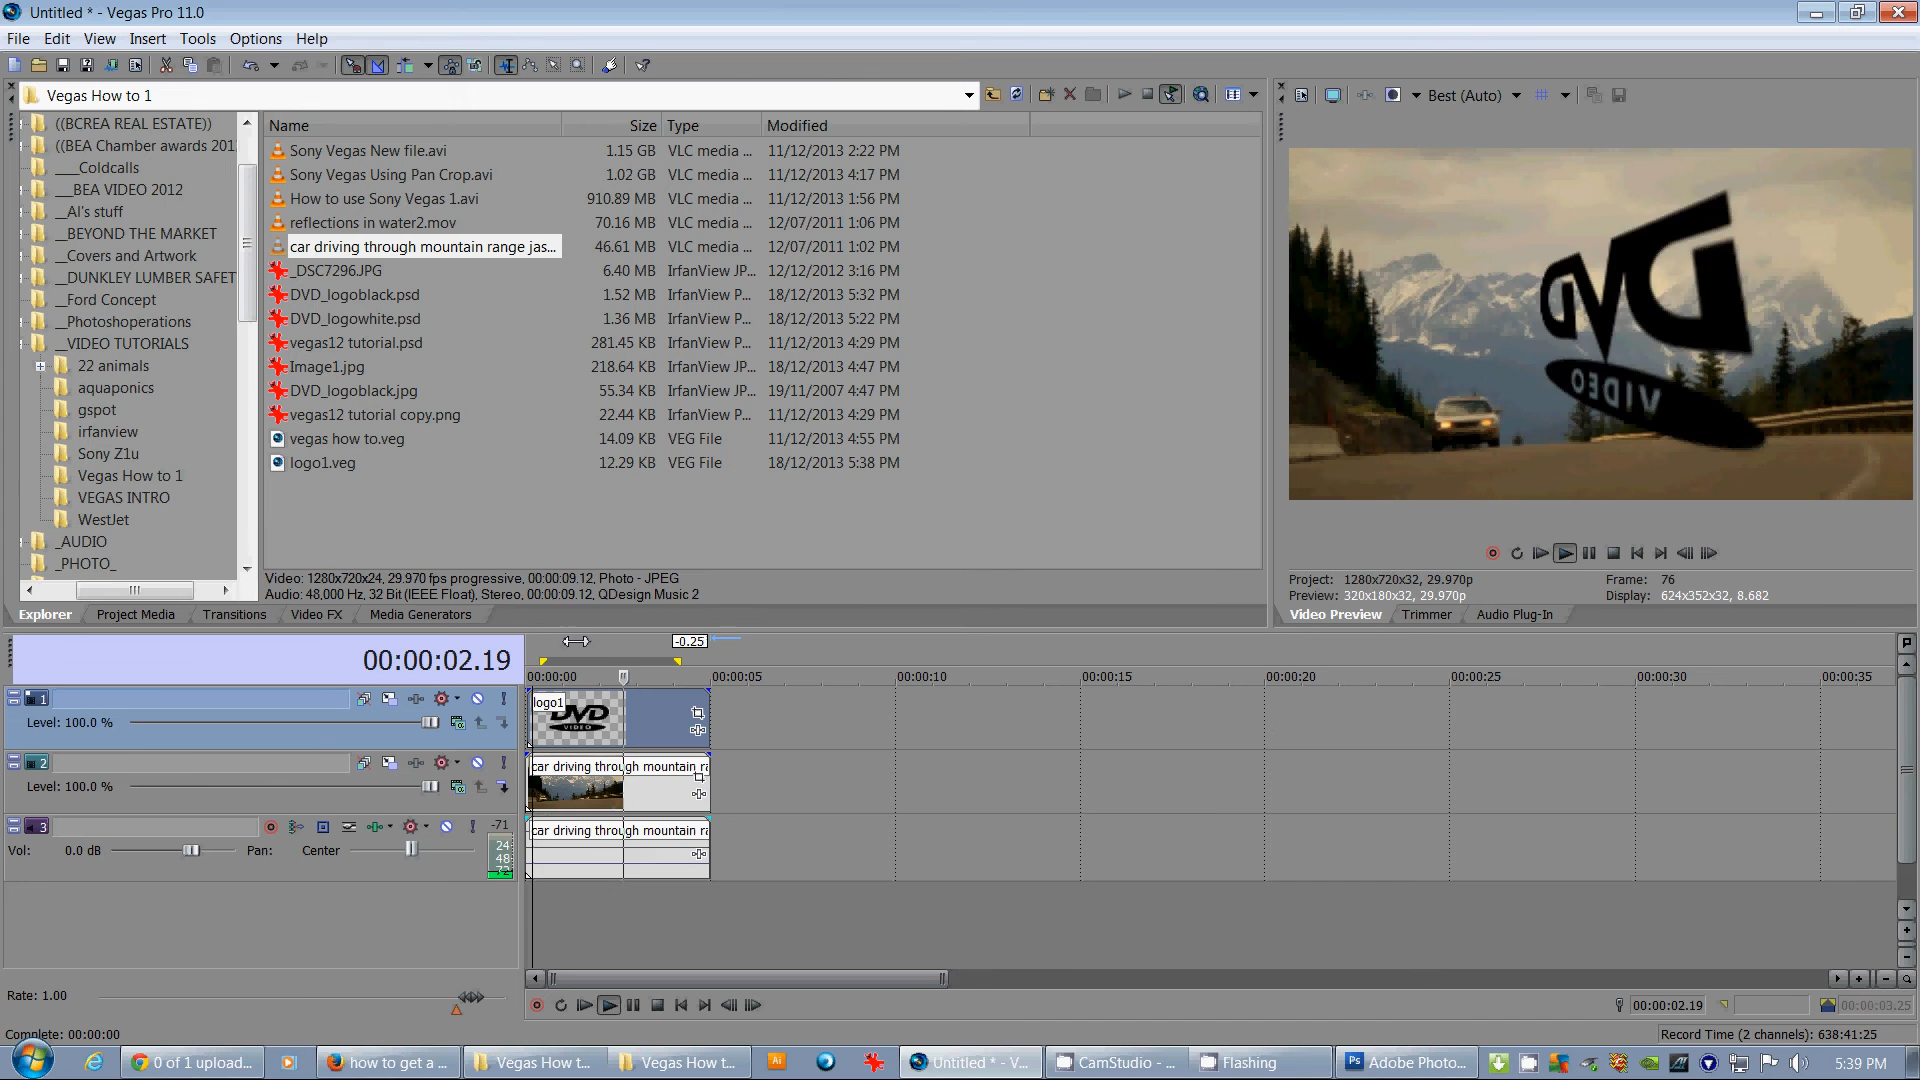 Untitled * - Vegas Pro 11.0
File Edit View Insert Tools Options Help
Vegas How to 1
Best (Auto)
((BCREA REAL ESTATE))
((BEA Chamber awards 201
____Coldcalls
___BEA VIDEO 2012
__Al's stuff
__BEYOND THE MARKET
__Covers and Artwork
__DUNKLEY LUMBER SAFET
__Ford Concept
__Photoshoperations
__VIDEO TUTORIALS
22 animals
aquaponics
gspot
irfanview
Sony Z1u
Vegas How to 1
VEGAS INTRO
WestJet
_AUDIO
_PHOTO_
Name Size Type Modified
Sony Vegas New file.avi 1.15 GB VLC media ... 11/12/2013 2:22 PM
Sony Vegas Using Pan Crop.avi 1.02 GB VLC media ... 11/12/2013 4:17 PM
How to use Sony Vegas 1.avi 910.89 MB VLC media ... 11/12/2013 1:56 PM
reflections in water2.mov 70.16 MB VLC media ... 12/07/2011 1:06 PM
car driving through mountain range jas... 46.61 MB VLC media ... 12/07/2011 1:02 PM
_DSC7296.JPG 6.40 MB IrfanView JP... 12/12/2012 3:16 PM
DVD_logoblack.psd 1.52 MB IrfanView P... 18/12/2013 5:32 PM
DVD_logowhite.psd 1.36 MB IrfanView P... 18/12/2013 5:22 PM
vegas12 tutorial.psd 281.45 KB IrfanView P... 11/12/2013 4:29 PM
Image1.jpg 218.64 KB IrfanView JP... 18/12/2013 4:47 PM
DVD_logoblack.jpg 55.34 KB IrfanView JP... 19/11/2007 4:47 PM
vegas12 tutorial copy.png 22.44 KB IrfanView P... 11/12/2013 4:29 PM
vegas how to.veg 14.09 KB VEG File 11/12/2013 4:55 PM
logo1.veg 12.29 KB VEG File 18/12/2013 5:38 PM
Video: 1280x720x24, 29.970 fps progressive, 00:00:09.12, Photo - JPEG
Audio: 48,000 Hz, 32 Bit (IEEE Float), Stereo, 00:00:09.12, QDesign Music 2
Explorer Project Media Transitions Video FX Media Generators
DVD
VIDEO
Project: 1280x720x32, 29.970p Frame: 76
Preview: 320x180x32, 29.970p Display: 624x352x32, 8.682
Video Preview Trimmer Audio Plug-In
00:00:02.19
-0.25
00:00:00 00:00:05 00:00:10 00:00:15 00:00:20 00:00:25 00:00:30 00:00:35
1
Level: 100.0 %
logo1
DVD
VIDEO
2
Level: 100.0 %
car driving through mountain ra
3
-71
24
48
72
Vol: 0.0 dB Pan: Center
car driving through mountain ra
Rate: 1.00
00:00:02.19 00:00:03.25
Complete: 00:00:00
Record Time (2 channels): 638:41:25
0 of 1 upload... how to get a ... Vegas How t... Vegas How t... Ai Untitled * - V... CamStudio - ... Flashing Ps Adobe Photo... 5:39 PM